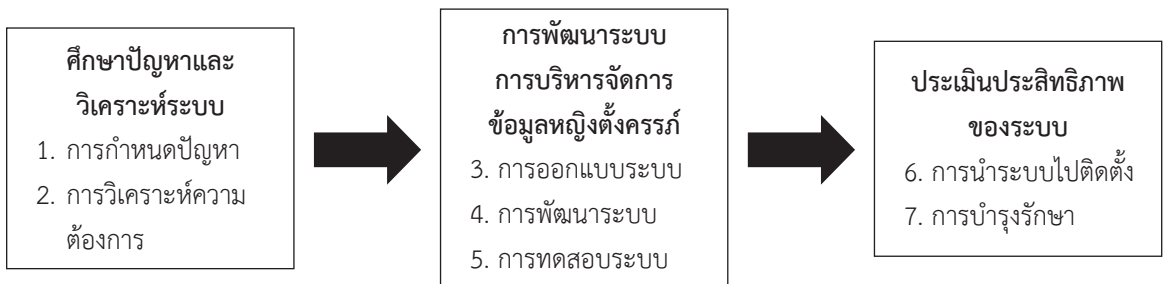 ศึกษาปัญหาและ
วิเคราะห์ระบบ
1. การกำหนดปัญหา
2. การวิเคราะห์ความ
ต้องการ
การพัฒนาระบบ
การบริหารจัดการ
ข้อมูลหญิงตั้งครรภ์
3. การออกแบบระบบ
4. การพัฒนาระบบ
5. การทดสอบระบบ
ประเมินประสิทธิภาพ
ของระบบ
6. การนำระบบไปติดตั้ง
7. การบำรุงรักษา